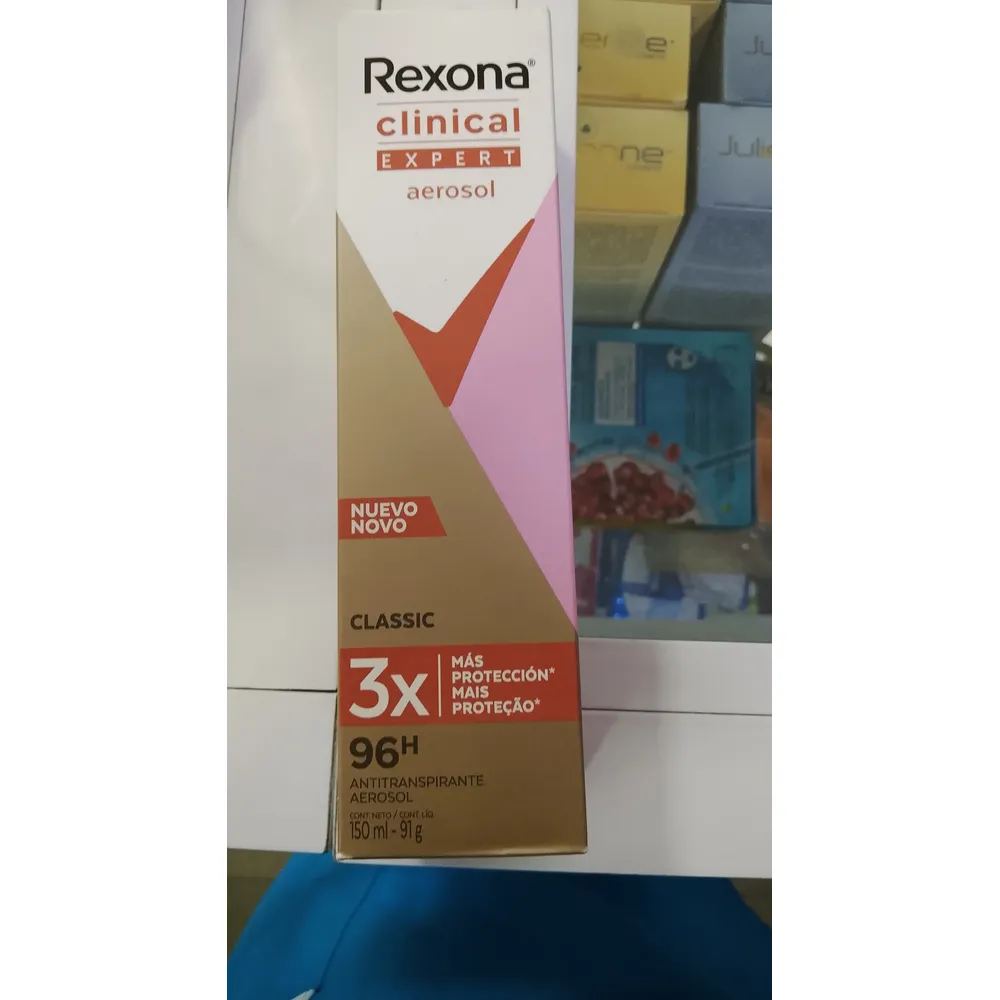 Rexona®
clinical
EXPERT
aerosol
NUEVO
NOVO
CLASSIC
3x
MÁS
PROTECCIÓN*
MAIS
PROTEÇÃO*
96H
ANTITRANSPIRANTE
AEROSOL
CONT. NETO / CONT. LÍQ.
150 ml - 91 g